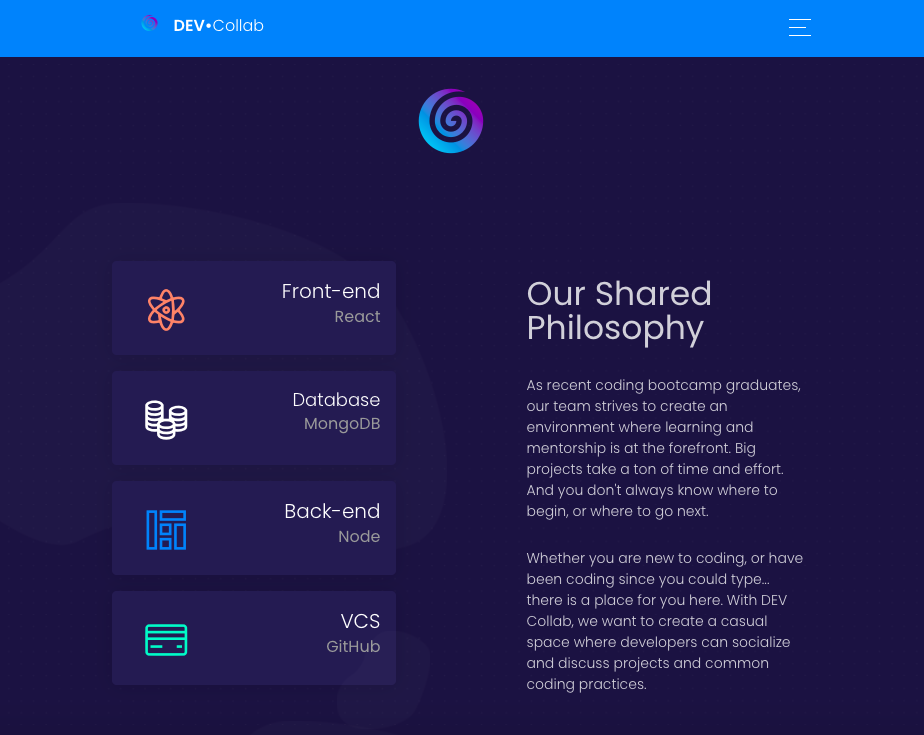 DEV•Collab
Front-end
React
Database
MongoDB
Back-end
Node
VCS
GitHub
Our Shared
Philosophy
As recent coding bootcamp graduates,
our team strives to create an
environment where learning and
mentorship is at the forefront. Big
projects take a ton of time and effort.
And you don't always know where to
begin, or where to go next.
Whether you are new to coding, or have
been coding since you could type...
there is a place for you here. With DEV
Collab, we want to create a casual
space where developers can socialize
and discuss projects and common
coding practices.